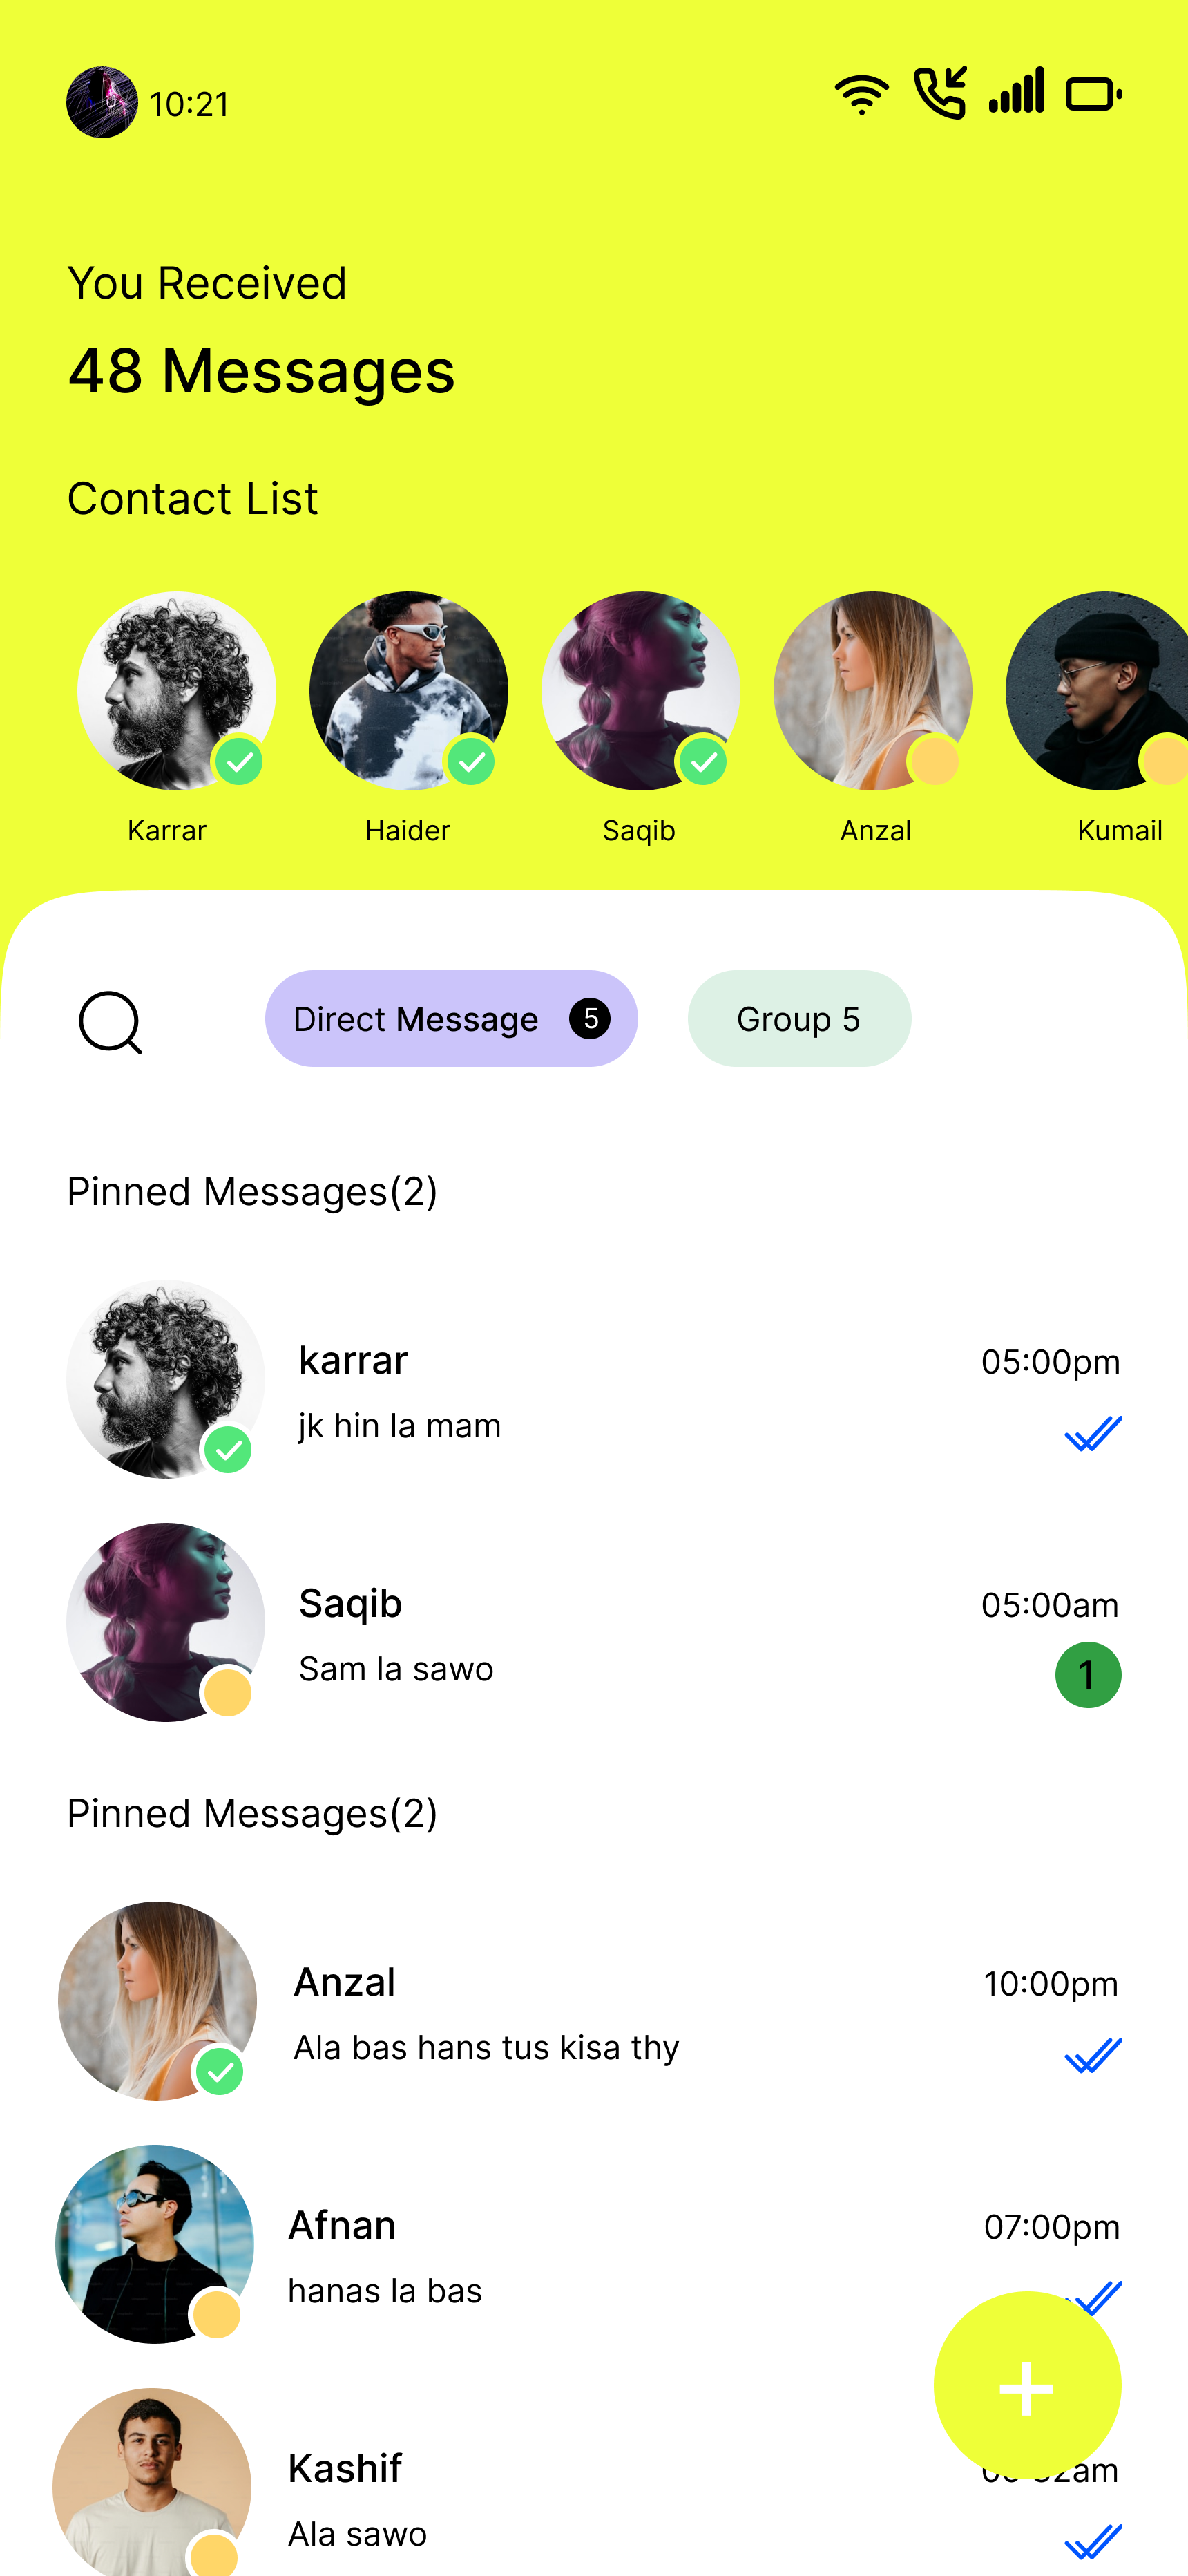 10:21
You Received
48 Messages
Contact List
Karrar Haider Saqib Anzal Kumail
Direct Message 5 Group 5
Pinned Messages(2)
karrar 05:00pm
jk hin la mam
Saqib 05:00am
Sam la sawo 1
Pinned Messages(2)
Anzal 10:00pm
Ala bas hans tus kisa thy
Afnan 07:00pm
hanas la bas
Kashif
Ala sawo